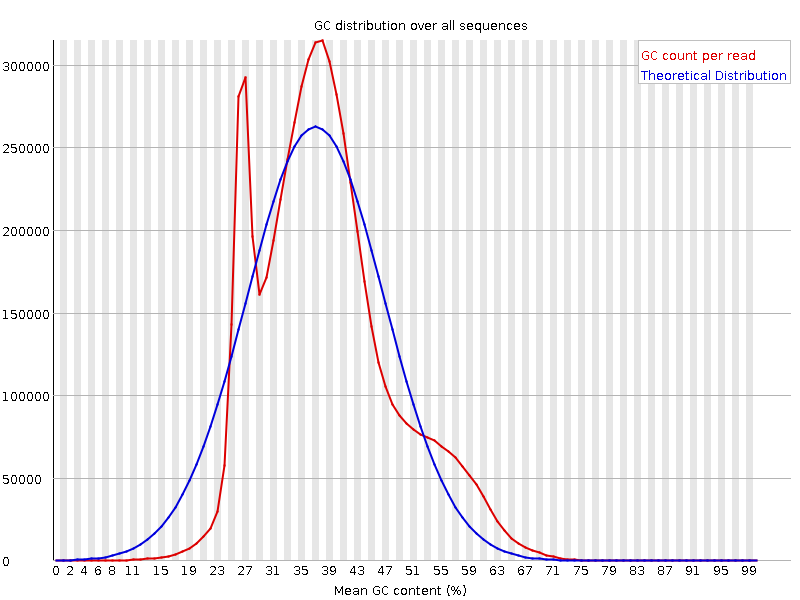 GC distribution over all sequences
GC count per read
Theoretical Distribution
300000
250000
200000
150000
100000
50000
0
0 2 4 6 8 11 15 19 23 27 31 35 39 43 47 51 55 59 63 67 71 75 79 83 87 91 95 99
Mean GC content (%)